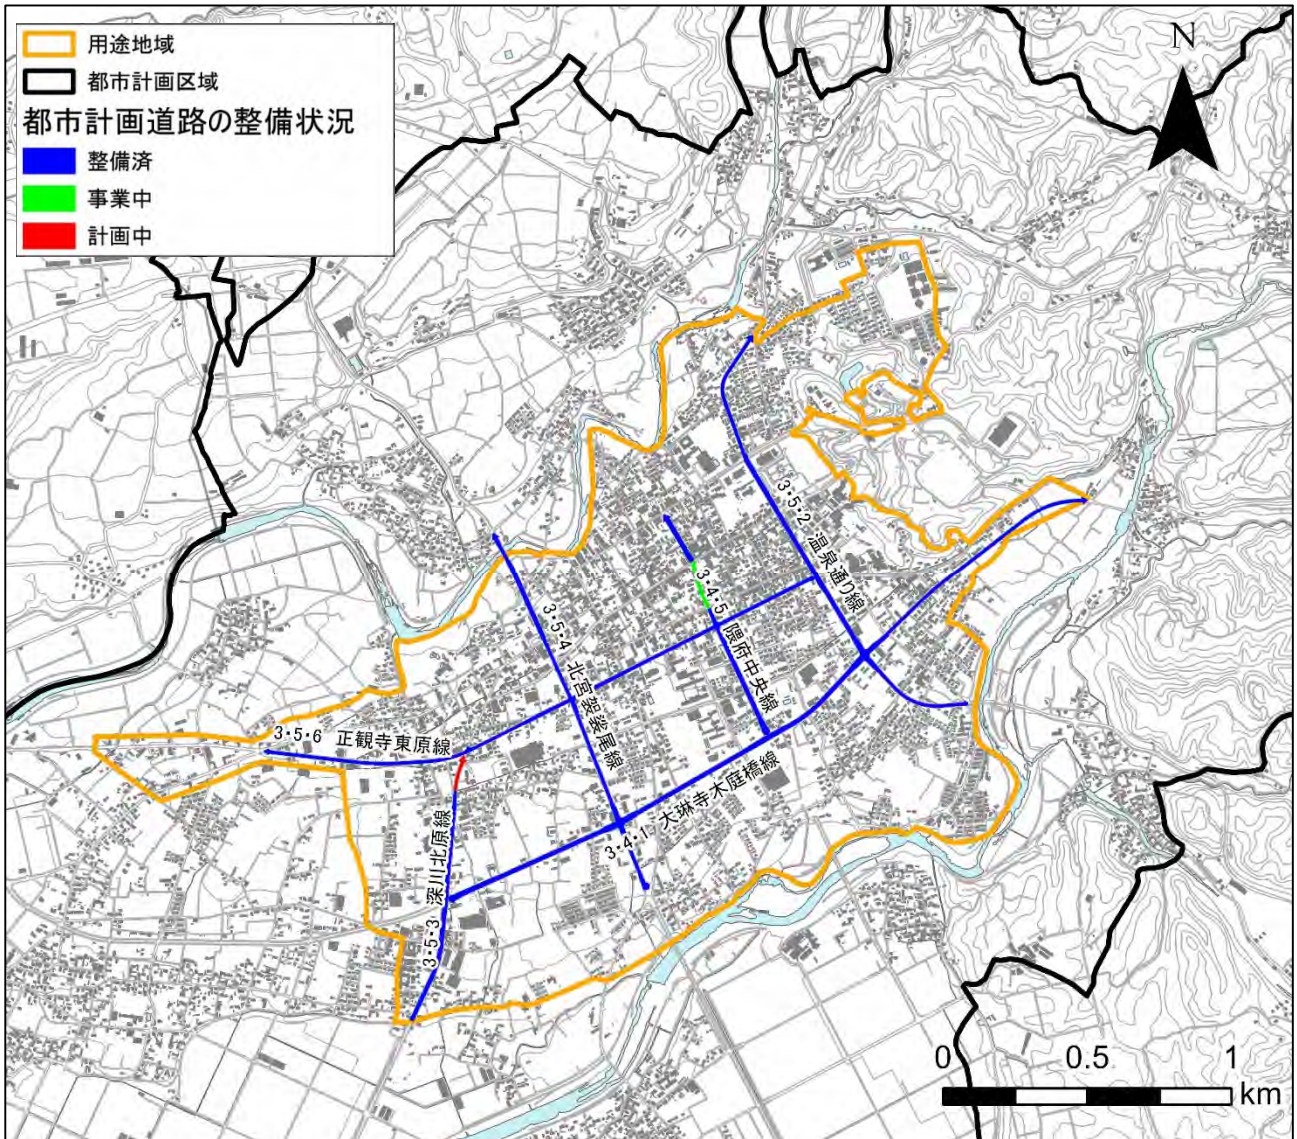 用途地域
都市計画区域
都市計画道路の整備状況
整備済
事業中
計画中
N
3・5・2 温泉通り線
3・4・5 隈府中央線
3・5・4 北宮袈裟尾線
3・5・6 正観寺東原線
3・4・1 大琳寺木庭橋線
3・5・3 深川北原線
0 0.5 1
km